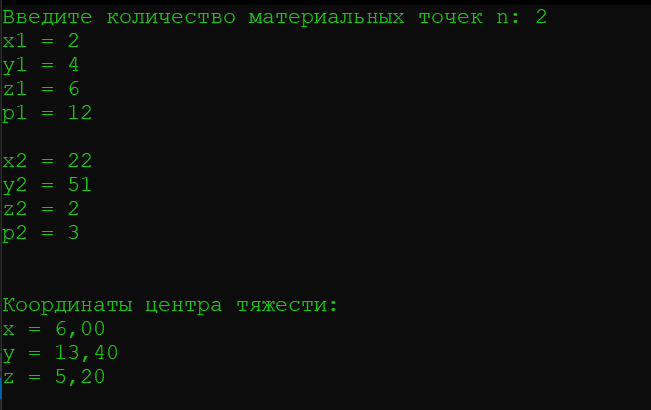 Введите количество материальных точек n: 2
x1 = 2
y1 = 4
z1 = 6
p1 = 12
x2 = 22
y2 = 51
z2 = 2
p2 = 3
Координаты центра тяжести:
x = 6,00
y = 13,40
z = 5,20